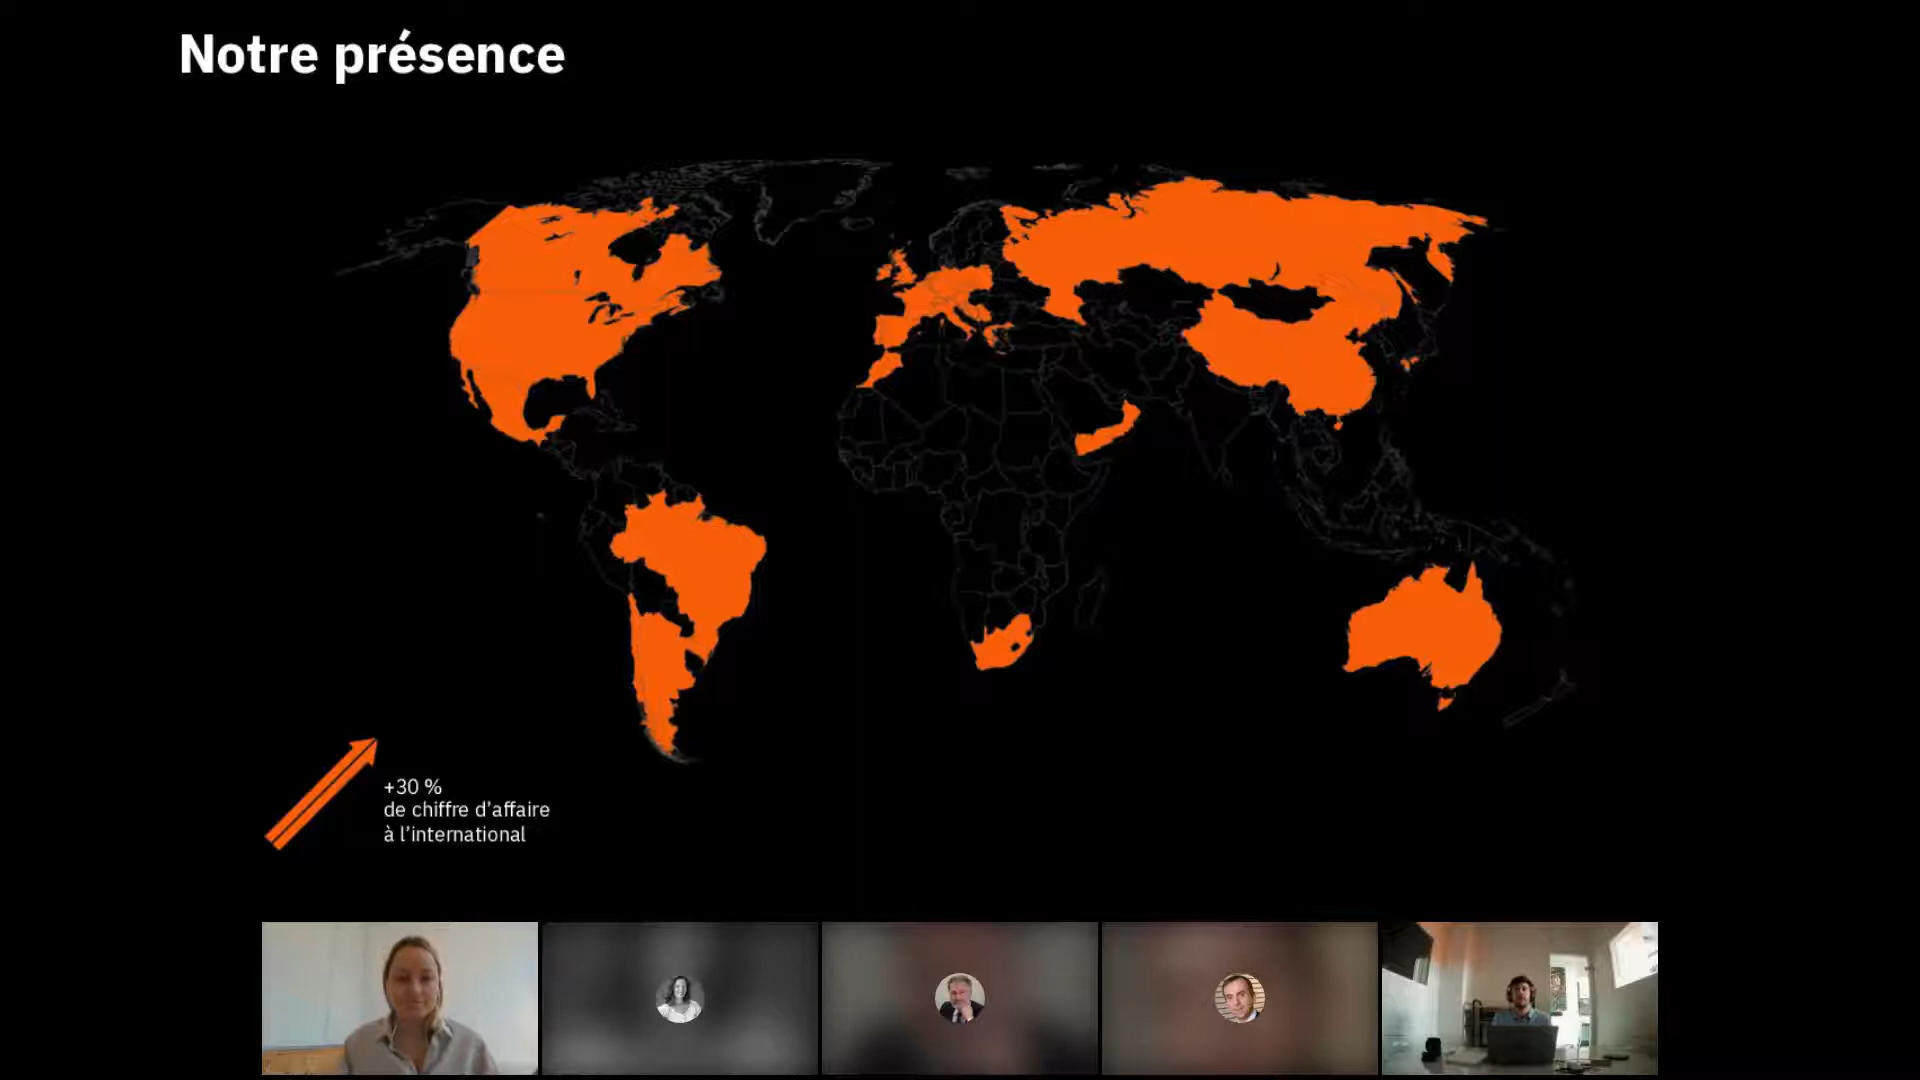 Notre présence
+30 %
de chiffre d'affaire
à l'international